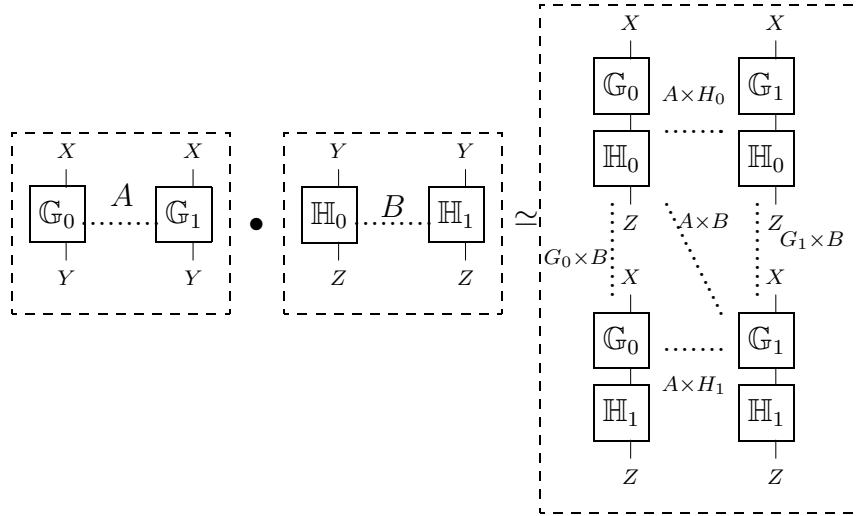 X X
𝔾₀ A×H₀ 𝔾₁
ℍ₀ ℍ₀
X X Y Y Z Z
𝔾₀ A 𝔾₁ • ℍ₀ B ℍ₁ ≃ A×B
Y Y Z Z G₀×B G₁×B
X X
𝔾₀ 𝔾₁
A×H₁
ℍ₁ ℍ₁
Z Z